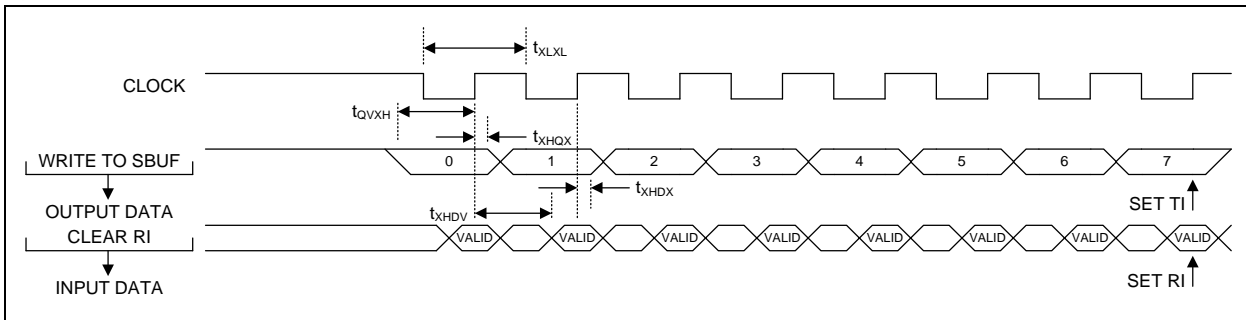 tXLXL
CLOCK
tQVXH
tXHQX
WRITE TO SBUF
0 1 2 3 4 5 6 7
tXHDX
OUTPUT DATA
SET TI
tXHDV
CLEAR RI
VALID VALID VALID VALID VALID VALID VALID VALID
INPUT DATA
SET RI